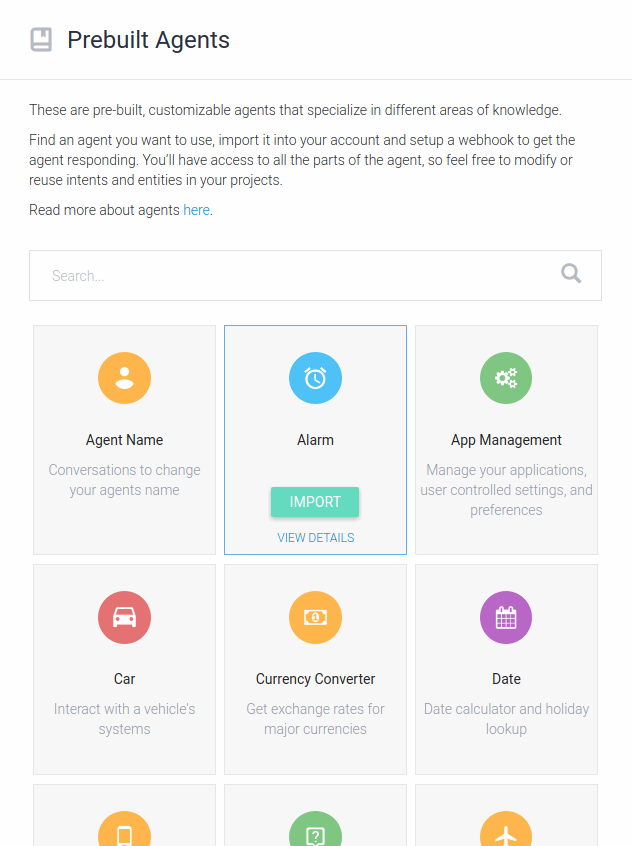 Prebuilt Agents
These are pre-built, customizable agents that specialize in different areas of knowledge.
Find an agent you want to use, import it into your account and setup a webhook to get the
agent responding. You’ll have access to all the parts of the agent, so feel free to modify or
reuse intents and entities in your projects.
Read more about agents here.
Search...
Agent Name
Conversations to change
your agents name
Alarm
IMPORT
VIEW DETAILS
App Management
Manage your applications,
user controlled settings, and
preferences
Car
Interact with a vehicle's
systems
Currency Converter
Get exchange rates for
major currencies
Date
Date calculator and holiday
lookup